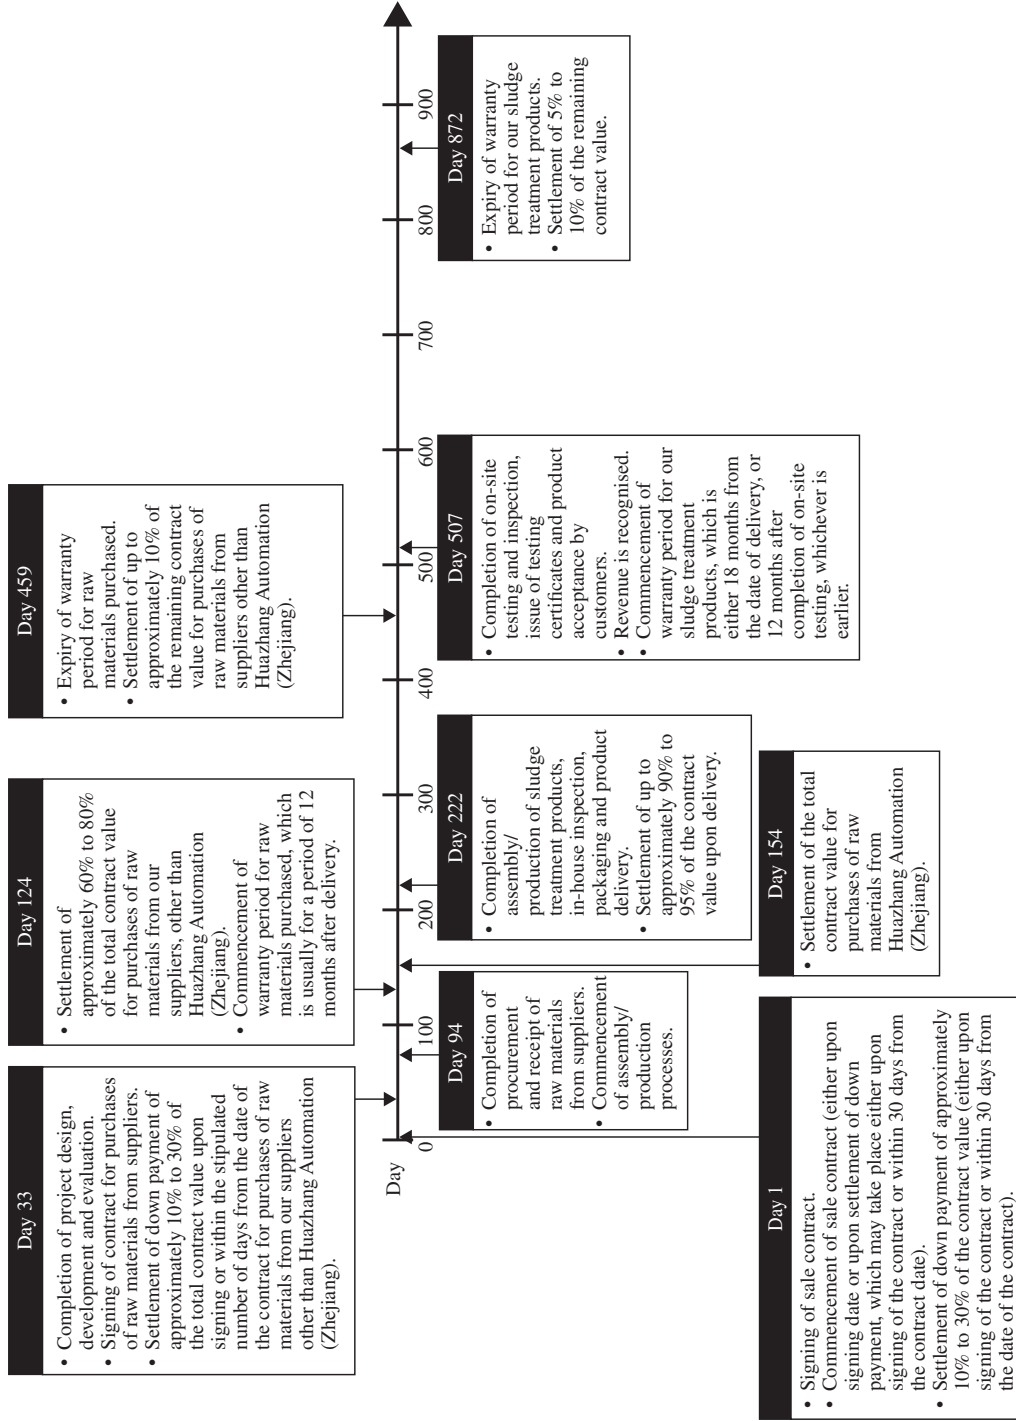 Day 33
• Completion of project design,
development and evaluation.
• Signing of contract for purchases
of raw materials from suppliers.
• Settlement of down payment of
approximately 10% to 30% of
the total contract value upon
signing or within the stipulated
number of days from the date of
the contract for purchases of raw
materials from our suppliers
other than Huazhang Automation
(Zhejiang).
Day 124
• Settlement of
approximately 60% to 80%
of the total contract value
for purchases of raw
materials from our
suppliers, other than
Huazhang Automation
(Zhejiang).
• Commencement of
warranty period for raw
materials purchased, which
is usually for a period of 12
months after delivery.
Day 459
• Expiry of warranty
period for raw
materials purchased.
• Settlement of up to
approximately 10% of
the remaining contract
value for purchases of
raw materials from
suppliers other than
Huazhang Automation
(Zhejiang).
Day
0
100
200
300
400
500
600
700
800
900
Day 94
• Completion of
procurement
and receipt of
raw materials
from suppliers.
• Commencement
of assembly/
production
processes.
Day 222
• Completion of
assembly/
production of sludge
treatment products,
in-house inspection,
packaging and product
delivery.
• Settlement of up to
approximately 90% to
95% of the contract
value upon delivery.
Day 507
• Completion of on-site
testing and inspection,
issue of testing
certificates and product
acceptance by
customers.
• Revenue is recognised.
• Commencement of
warranty period for our
sludge treatment
products, which is
either 18 months from
the date of delivery, or
12 months after
completion of on-site
testing, whichever is
earlier.
Day 872
• Expiry of warranty
period for our sludge
treatment products.
• Settlement of 5% to
10% of the remaining
contract value.
Day 1
• Signing of sale contract.
• Commencement of sale contract (either upon
signing date or upon settlement of down
payment, which may take place either upon
signing of the contract or within 30 days from
the contract date).
• Settlement of down payment of approximately
10% to 30% of the contract value (either upon
signing of the contract or within 30 days from
the date of the contract).
Day 154
• Settlement of the total
contract value for
purchases of raw
materials from
Huazhang Automation
(Zhejiang).